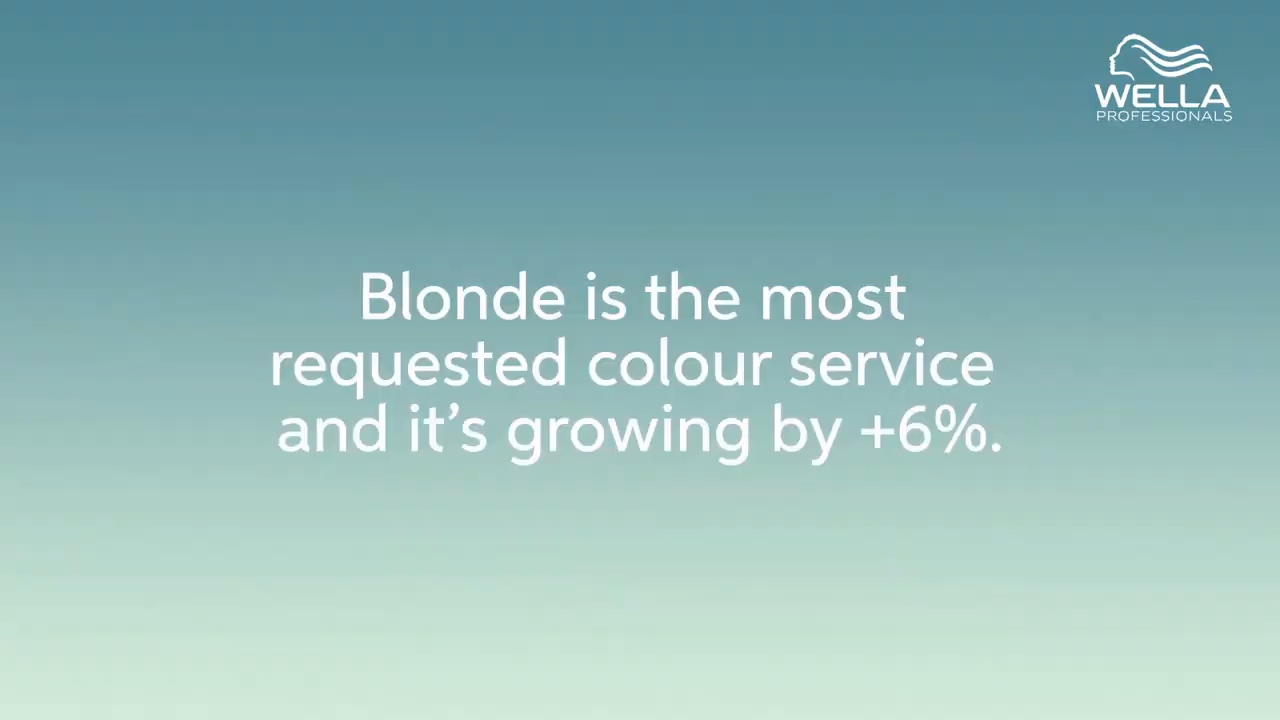 WELLA
PROFESSIONALS
Blonde is the most
requested colour service
and it’s growing by +6%.